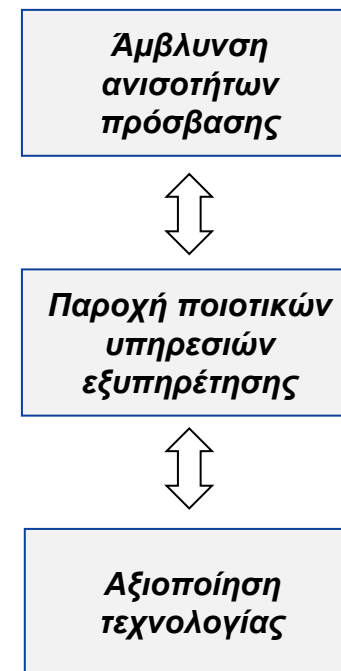 Άμβλυνση
ανισοτήτων
πρόσβασης
Παροχή ποιοτικών
υπηρεσιών
εξυπηρέτησης
Αξιοποίηση
τεχνολογίας